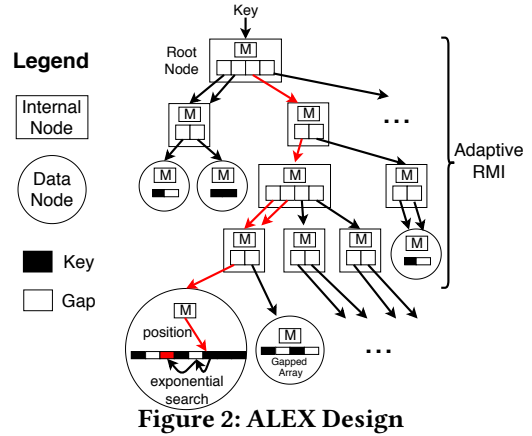 Key
Legend
Root
Node
M
Internal
Node
M
M
...
Adaptive
RMI
Data
Node
M
M
M
M
Key
M
M
M
M
Gap
M
position
M
Gapped
Array
...
exponential
search
Figure 2: ALEX Design